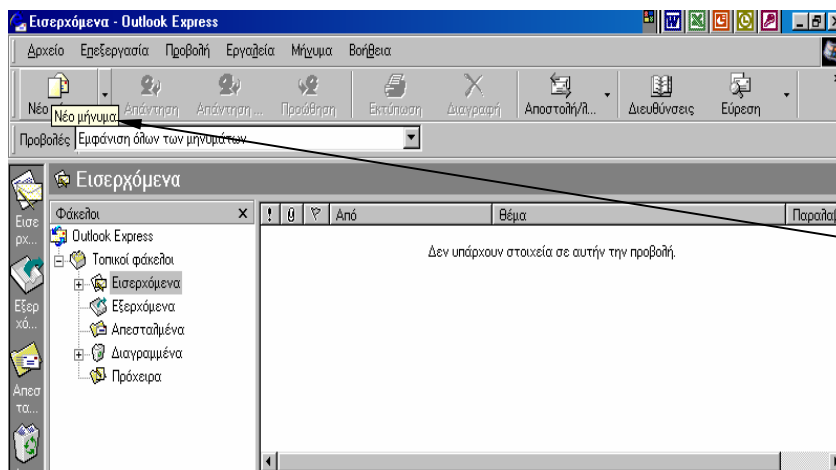 Εισερχόμενα - Outlook Express
Αρχείο Επεξεργασία Προβολή Εργαλεία Μήνυμα Βοήθεια
Νέο Απάντηση Απάντηση ... Προώθηση Εκτύπωση Διαγραφή Αποστολή/λ... Διευθύνσεις Εύρεση
Νέο μήνυμα
Προβολές Εμφάνιση όλων των μηνυμάτων
Εισερχόμενα
Φάκελοι x ! Από Θέμα Παραλαβ
Outlook Express
Δεν υπάρχουν στοιχεία σε αυτήν την προβολή.
Τοπικοί φάκελοι
Εισερχόμενα
Εξερχόμενα
Απεσταλμένα
Διαγραμμένα
Πρόχειρα
Εισε
ρχ...
Εξερ
χό...
Απεσ
τα...